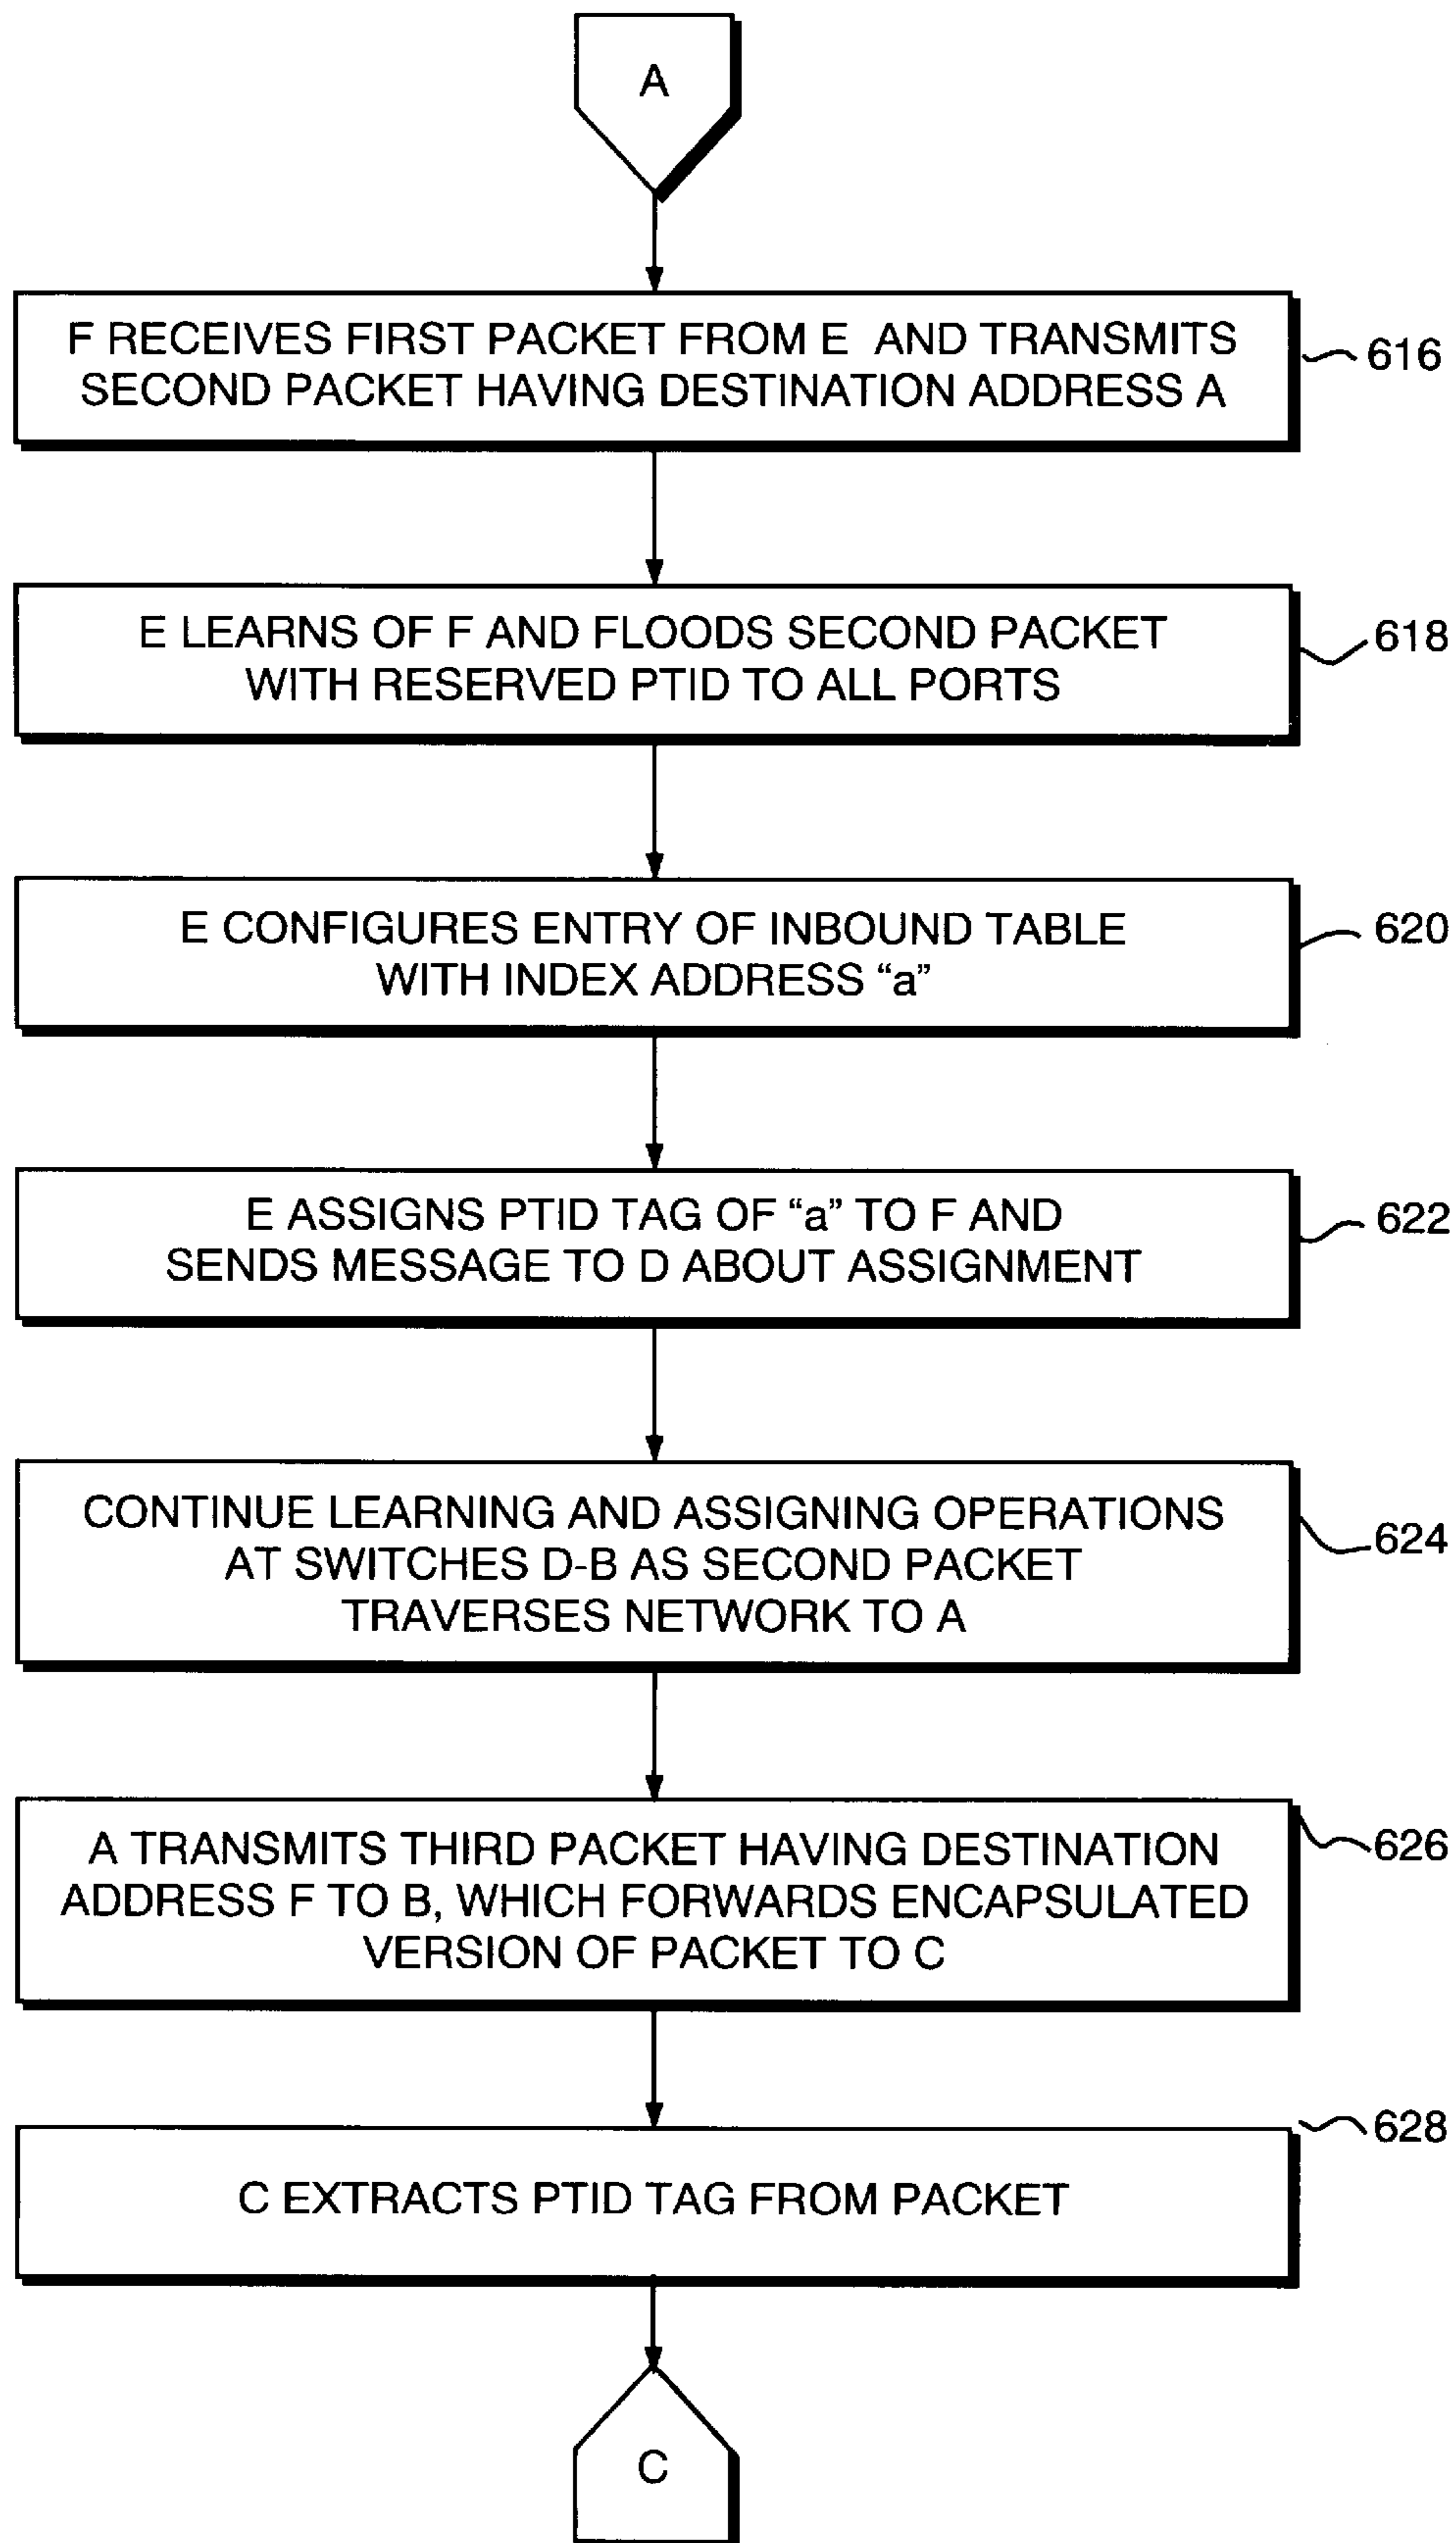 A
F RECEIVES FIRST PACKET FROM E AND TRANSMITS
SECOND PACKET HAVING DESTINATION ADDRESS A
616
E LEARNS OF F AND FLOODS SECOND PACKET
WITH RESERVED PTID TO ALL PORTS
618
E CONFIGURES ENTRY OF INBOUND TABLE
WITH INDEX ADDRESS “a”
620
E ASSIGNS PTID TAG OF “a” TO F AND
SENDS MESSAGE TO D ABOUT ASSIGNMENT
622
CONTINUE LEARNING AND ASSIGNING OPERATIONS
AT SWITCHES D-B AS SECOND PACKET
TRAVERSES NETWORK TO A
624
A TRANSMITS THIRD PACKET HAVING DESTINATION
ADDRESS F TO B, WHICH FORWARDS ENCAPSULATED
VERSION OF PACKET TO C
626
C EXTRACTS PTID TAG FROM PACKET
628
C